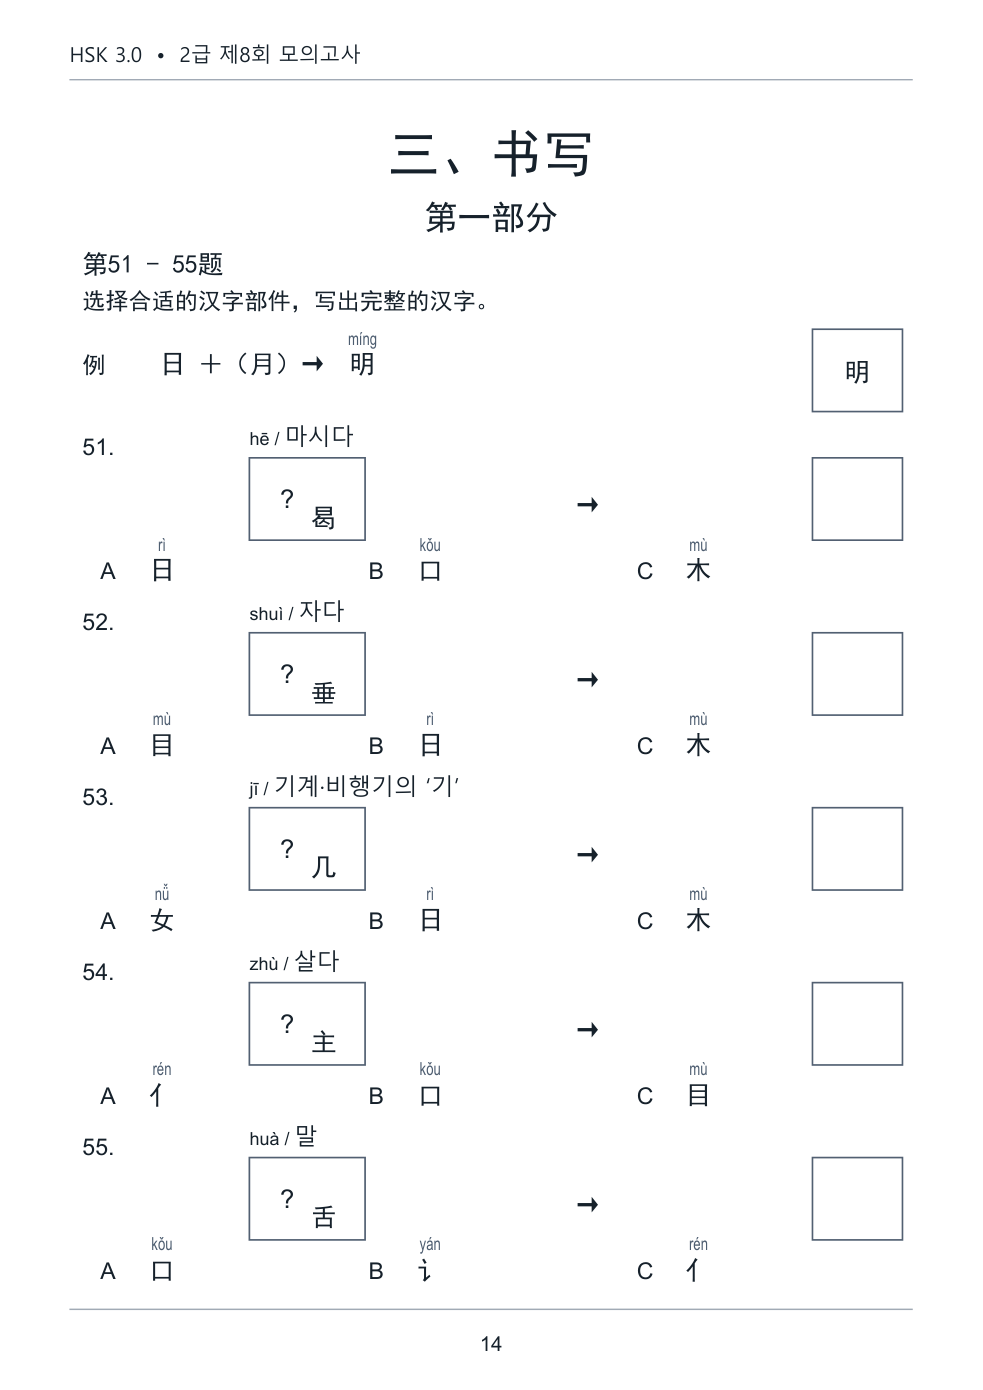 HSK 3.0 • 2급 제8회 모의고사
三、书写
第一部分
第51 – 55题
选择合适的汉字部件，写出完整的汉字。
míng
例 日 ＋（月）➞ 明
明
51.
hē / 마시다
? 曷 ➞
rì kǒu mù
A 日 B 口 C 木
52.
shuì / 자다
? 垂 ➞
mù rì mù
A 目 B 日 C 木
53.
jī / 기계·비행기의 ‘기’
? 几 ➞
nǚ rì mù
A 女 B 日 C 木
54.
zhù / 살다
? 主 ➞
rén kǒu mù
A 亻 B 口 C 目
55.
huà / 말
? 舌 ➞
kǒu yán rén
A 口 B 讠 C 亻
14